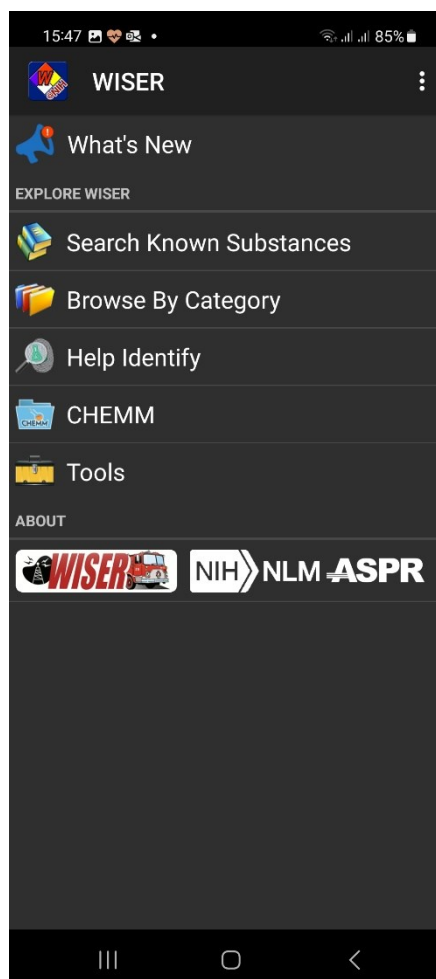 15:47
85%
WISER
What's New
EXPLORE WISER
Search Known Substances
Browse By Category
Help Identify
CHEMM
CHEMM
Tools
ABOUT
WISER NIH NLM ASPR